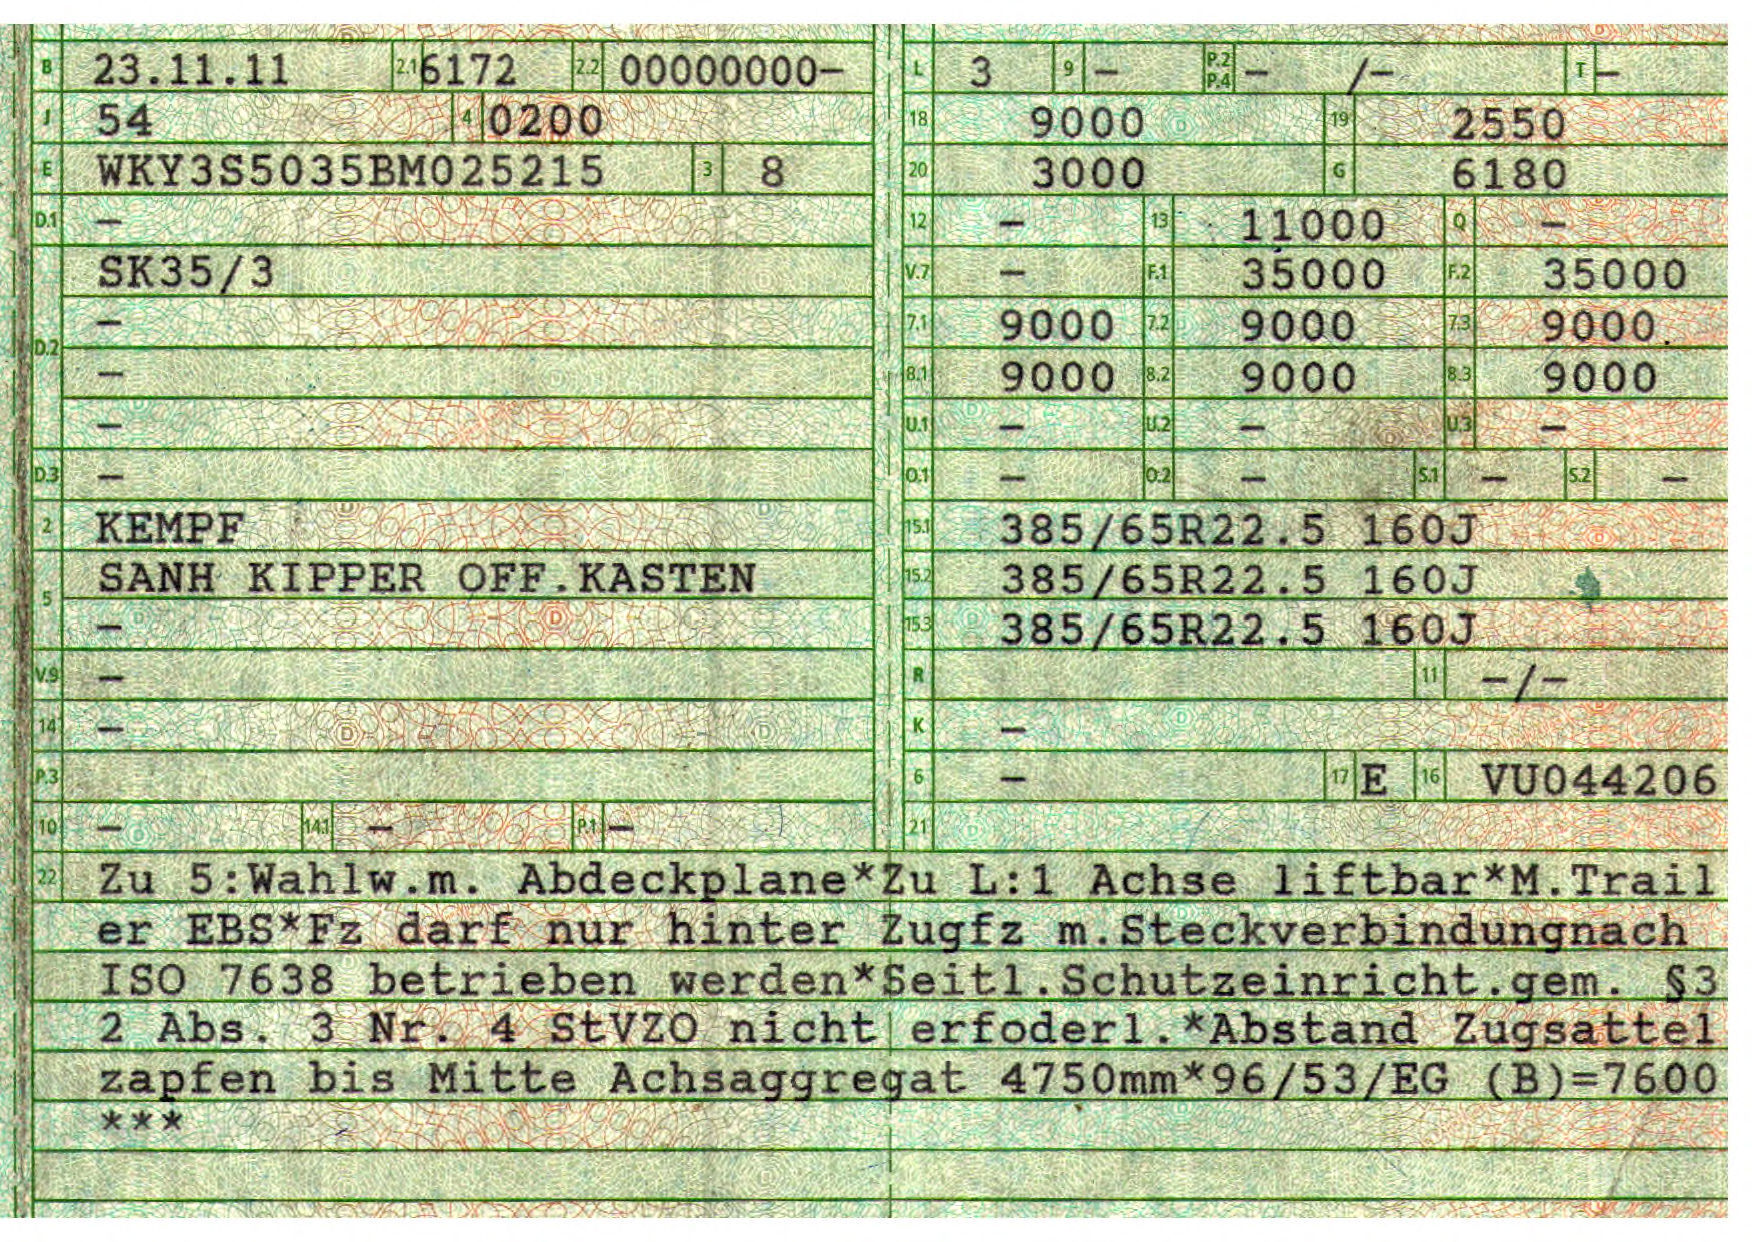 B 23.11.11 2.1 6172 2.2 00000000–
J 54 4 0200
E WKY3S5035BM025215 3 8
D.1 –
SK35/3
–
D.2
–
–
D.3 –
2 KEMPF
SANH KIPPER OFF.KASTEN
5
–
V.9 –
14 –
P.3
10 – 14.1 – P.1 –
L 3 9 – P.2 P.4 – /– T –
18 9000 19 2550
20 3000 G 6180
12 – 13 11000 Q –
V.7 – F.1 35000 F.2 35000
7.1 9000 7.2 9000 7.3 9000
8.1 9000 8.2 9000 8.3 9000
U.1 – U.2 – U.3 –
O.1 – O.2 – S.1 – S.2 –
15.1 385/65R22.5 160J
15.2 385/65R22.5 160J
15.3 385/65R22.5 160J
R 11 –/–
K –
6 – 17 E 16 VU044206
21
22 Zu 5:Wahlw.m. Abdeckplane*Zu L:1 Achse liftbar*M.Trail
er EBS*Fz darf nur hinter Zugfz m.Steckverbindungnach
ISO 7638 betrieben werden*Seitl.Schutzeinricht.gem. §3
2 Abs. 3 Nr. 4 StVZO nicht erfoderl.*Abstand Zugsattel
zapfen bis Mitte Achsaggregat 4750mm*96/53/EG (B)=7600
***